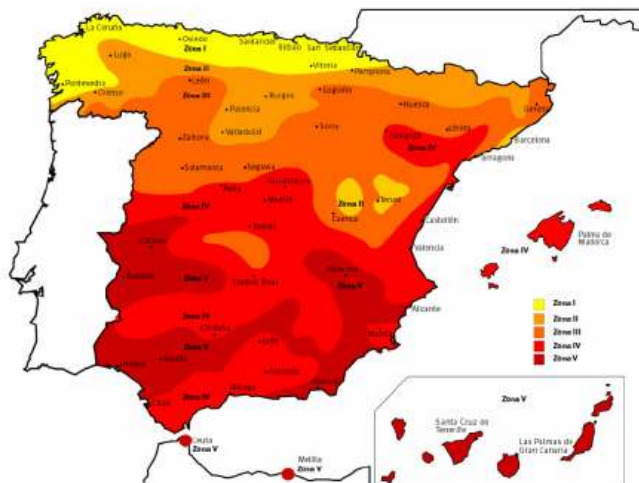 La Coruña
Oviedo
Santander
Bilbao
San Sebastián
Zona I
Lugo
Vitoria
Pamplona
Zona II
León
Pontevedra
Orense
Zona III
Burgos
Logroño
Huesca
Gerona
Palencia
Zamora
Valladolid
Soria
Zaragoza
Lérida
Barcelona
Zona IV
Tarragona
Salamanca
Segovia
Ávila
Guadalajara
Madrid
Zona IV
Zona II
Teruel
Cuenca
Toledo
Castellón
Palma de
Mallorca
Zona IV
Valencia
Cáceres
Badajoz
Zona V
Ciudad Real
Albacete
Zona V
Alicante
Zona I
Zona II
Zona III
Zona IV
Zona V
Zona IV
Córdoba
Zona V
Jaén
Murcia
Huelva
Sevilla
Granada
Almería
Málaga
Cádiz
Zona IV
Ceuta
Zona V
Melilla
Zona V
Zona V
Santa Cruz de
Tenerife
Las Palmas de
Gran Canaria